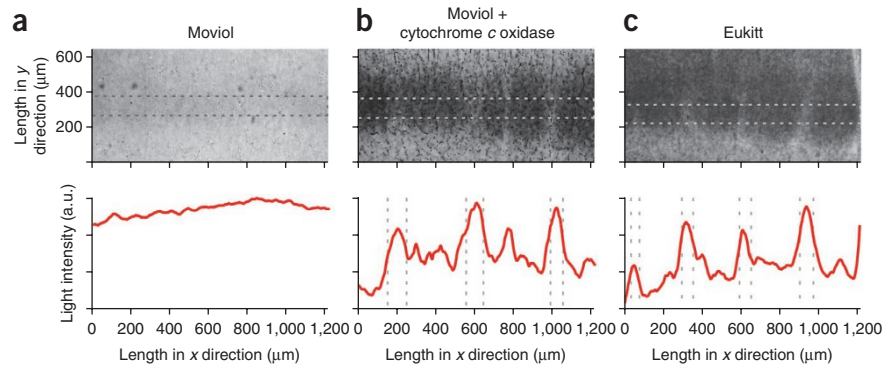 a
Moviol
b
Moviol +
cytochrome c oxidase
c
Eukitt
Length in y
direction (μm)
600
400
200
Light intensity (a.u.)
0 200 400 600 800 1,000 1,200
0 200 400 600 800 1,000 1,200
0 200 400 600 800 1,000 1,200
Length in x direction (μm)
Length in x direction (μm)
Length in x direction (μm)